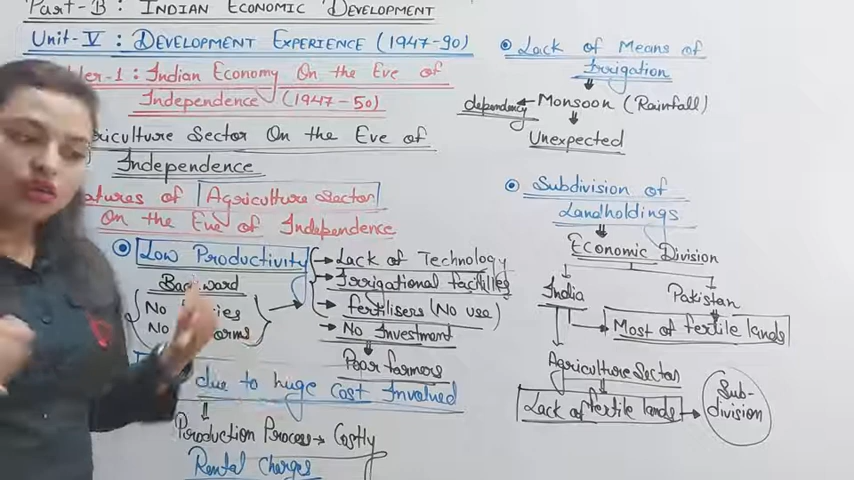 Part-B: INDIAN ECONOMIC DEVELOPMENT
Unit-V: DEVELOPMENT EXPERIENCE (1947-90)
-1: Indian Economy On the Eve of
Independence (1947-50)
Sector On the Eve of
Independence
of Agriculture Sector
On the Eve of Independence
Low Productivity
Backward
No
No
→ Lack of Technology
→ Irrigational facilities
→ fertilisers (No use)
→ No Investment
Poor farmers
due to huge Cost Involved
Production Process → Costly
Rental Charges
Lack of Means of
Irrigation
dependency ← Monsoon (Rainfall)
Unexpected
Subdivision of
Landholdings
Economic Division
India
Pakistan
Most of fertile lands
Agriculture Sector
Lack of fertile lands →
Sub-
division